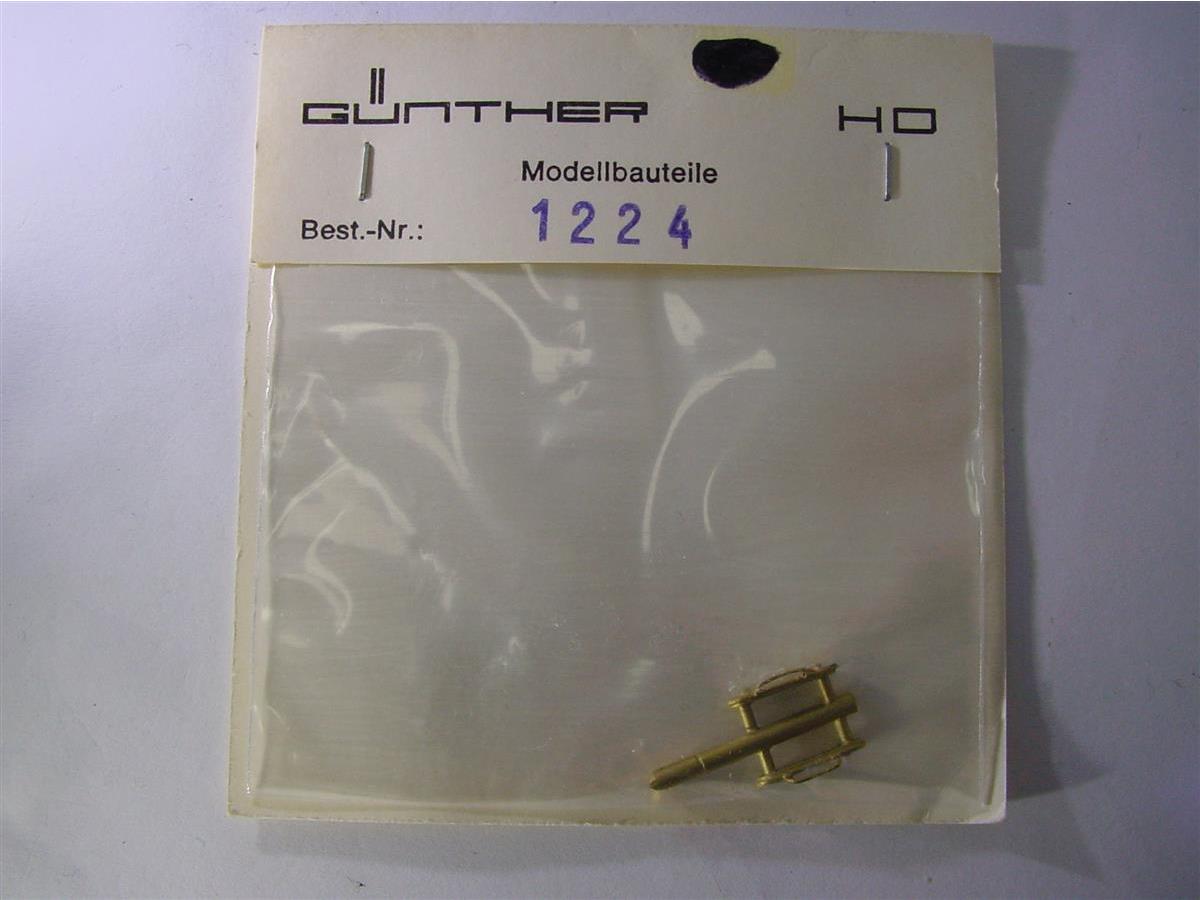 GÜNTHER HO
Modellbauteile
Best.-Nr.: 1224